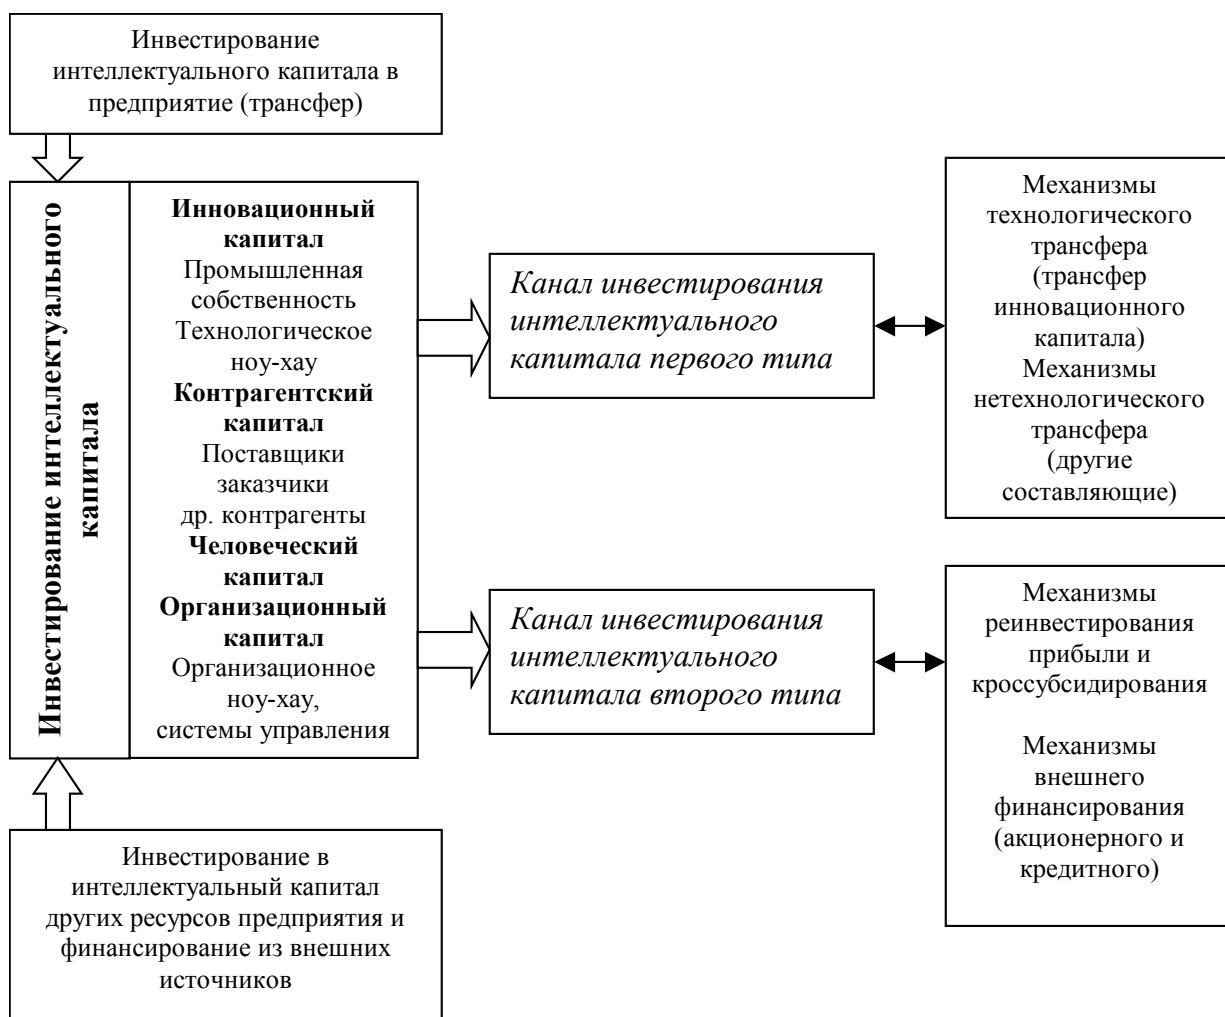 Инвестирование
интеллектуального капитала в
предприятие (трансфер)
Инвестирование интеллектуального
капитала
Инновационный
капитал
Промышленная
собственность
Технологическое
ноу-хау
Контрагентский
капитал
Поставщики
заказчики
др. контрагенты
Человеческий
капитал
Организационный
капитал
Организационное
ноу-хау,
системы управления
Канал инвестирования
интеллектуального
капитала первого типа
Механизмы
технологического
трансфера
(трансфер
инновационного
капитала)
Механизмы
нетехнологического
трансфера
(другие
составляющие)
Канал инвестирования
интеллектуального
капитала второго типа
Механизмы
реинвестирования
прибыли и
кроссубсидирования
Механизмы
внешнего
финансирования
(акционерного и
кредитного)
Инвестирование в
интеллектуальный капитал
других ресурсов предприятия и
финансирование из внешних
источников